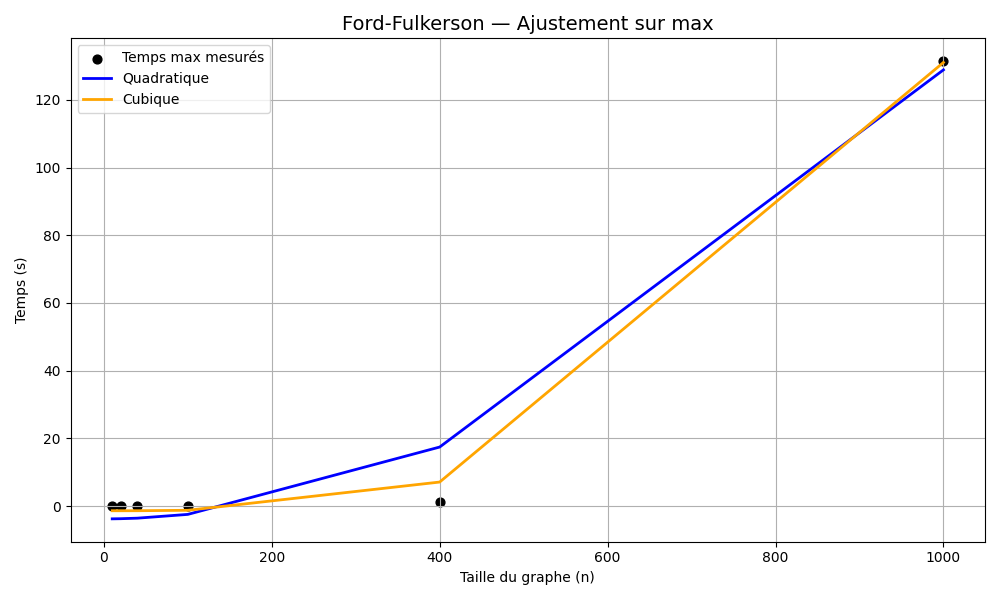 Ford-Fulkerson — Ajustement sur max
Temps max mesurés
Quadratique
Cubique
Temps (s)
120
100
80
60
40
20
0
0 200 400 600 800 1000
Taille du graphe (n)